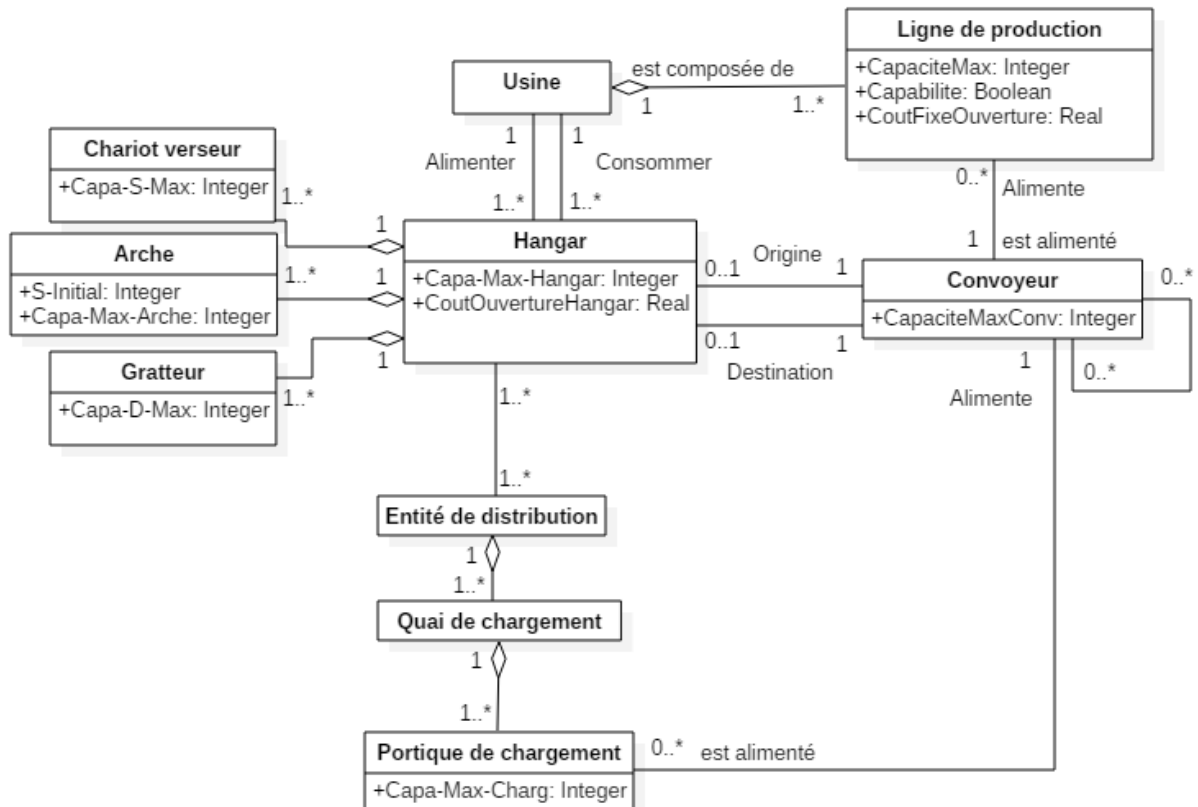 Ligne de production
+CapaciteMax: Integer
+Capabilite: Boolean
+CoutFixeOuverture: Real
Usine
est composée de
1
1..*
Chariot verseur
+Capa-S-Max: Integer
1..*
1
Alimenter
1..*
1
Consommer
1..*
0..*
Alimente
1
est alimenté
Arche
+S-Initial: Integer
+Capa-Max-Arche: Integer
1..*
1
1
Hangar
+Capa-Max-Hangar: Integer
+CoutOuvertureHangar: Real
Origine
0..1
1
Convoyeur
+CapaciteMaxConv: Integer
0..*
0..*
0..1
1
Destination
Gratteur
+Capa-D-Max: Integer
1..*
1
1
Alimente
1..*
1..*
Entité de distribution
1
1..*
Quai de chargement
1
1..*
Portique de chargement
+Capa-Max-Charg: Integer
0..*
est alimenté